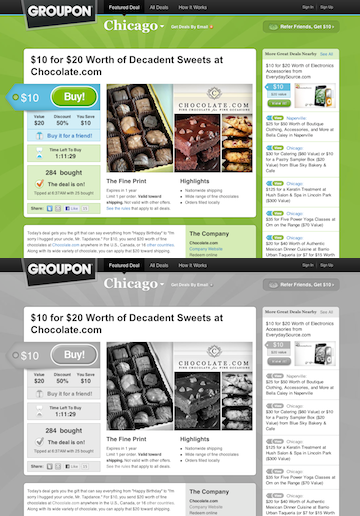 GROUPON
Featured Deal
All Deals
How It Works
Sign In
Sign Up
Chicago
Get Deals By Email
Refer Friends, Get $10
$10 for $20 Worth of Decadent Sweets at
Chocolate.com
$10
Buy!
Value
Discount
You Save
$20
50%
$10
Buy it for a friend!
Time Left To Buy
1:11:29
284 bought
The deal is on!
Tipped at 6:37AM with 25 bought
Share:
CHOCOLATE.COM
FINE CHOCOLATE for FINE OCCASIONS
The Fine Print
Expires in 1 year
Limit 1 per order. Valid toward
shipping. Not valid with other offers.
See the rules that apply to all deals.
Highlights
Nationwide shipping
Wide range of chocolates
Orders filled locally
Today's deal gets you the gift that can say everything from "Happy Birthday" to "I'm
sorry I hugged your uncle. Mr. Taptastic." For $10, you send $20 worth of fine
chocolates at Chocolate.com anywhere in the U.S., Canada, or 16 other countries.
Along with its wide variety of chocolate, you can apply this groupon toward shipping
The Company
Chocolate.com
Company Website
Redeem online
More Great Deals Nearby
See All
$10 for $20 Worth of Electronics
Accessories from
EverydaySource.com
$10
$20 value
Naperville:
$25 for $50 Worth of Boutique
Clothing, Accessories, and More at
Bella Caley in Naperville
Chicago:
$30 for Catering ($80 Value) or $10
for a Pastry Sampler Box ($20
Value) from Blue Sky Bakery &
Cafe
Chicago:
$125 for a Keratin Treatment at
Hush Salon & Spa in Lincoln Park
($300 Value)
Chicago:
$35 for Five Power Yoga Classes at
Om on the Range ($70 Value)
Chicago:
$20 for $40 Worth of Authentic
Mexican Dinner Cuisine at Barrio
Urban Taqueria (or $7 for $15 Worth
GROUPON
Featured Deal
All Deals
How It Works
Sign In
Sign Up
Chicago
Get Deals By Email
Refer Friends, Get $10
$10 for $20 Worth of Decadent Sweets at
Chocolate.com
$10
Buy!
Value
Discount
You Save
$20
50%
$10
Buy it for a friend!
Time Left To Buy
1:11:29
284 bought
The deal is on!
Tipped at 6:37AM with 25 bought
Share:
CHOCOLATE.COM
FINE CHOCOLATE for FINE OCCASIONS
The Fine Print
Expires in 1 year
Limit 1 per order. Valid toward
shipping. Not valid with other offers.
See the rules that apply to all deals.
Highlights
Nationwide shipping
Wide range of chocolates
Orders filled locally
Today's deal gets you the gift that can say everything from "Happy Birthday" to "I'm
sorry I hugged your uncle. Mr. Taptastic." For $10, you send $20 worth of fine
chocolates at Chocolate.com anywhere in the U.S., Canada, or 16 other countries.
Along with its wide variety of chocolate, you can apply this groupon toward shipping
The Company
Chocolate.com
Company Website
Redeem online
More Great Deals Nearby
See All
$10 for $20 Worth of Electronics
Accessories from
EverydaySource.com
$10
$20 value
Naperville:
$25 for $50 Worth of Boutique
Clothing, Accessories, and More at
Bella Caley in Naperville
Chicago:
$30 for Catering ($80 Value) or $10
for a Pastry Sampler Box ($20
Value) from Blue Sky Bakery &
Cafe
Chicago:
$125 for a Keratin Treatment at
Hush Salon & Spa in Lincoln Park
($300 Value)
Chicago:
$35 for Five Power Yoga Classes at
Om on the Range ($70 Value)
Chicago:
$20 for $40 Worth of Authentic
Mexican Dinner Cuisine at Barrio